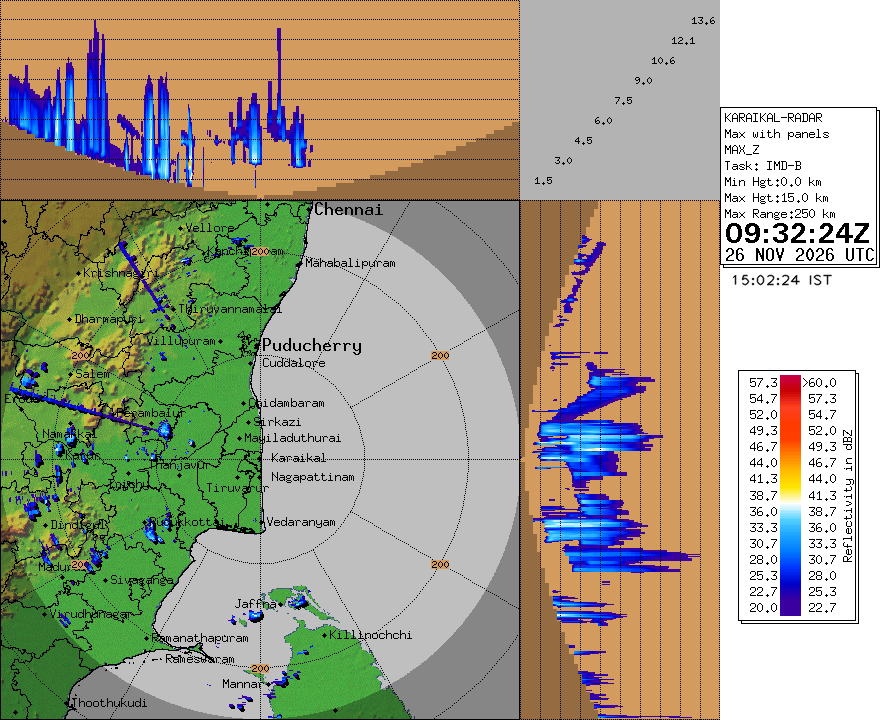 13.6
12.1
10.6
9.0
7.5
6.0
4.5
3.0
1.5
KARAIKAL-RADAR
Max with panels
MAX_Z
Task: IMD-B
Min Hgt:0.0 km
Max Hgt:15.0 km
Max Range:250 km
09:32:24Z
26 NOV 2026 UTC
15:02:24 IST
Chennai
Vellore
200
Mahabalipuram
Krishnagiri
Thiruvannamalai
Dharmapuri
Villupuram
Puducherry
200
200
Cuddalore
Salem
Perambalur
Chidambaram
Sirkazi
Namakkal
Mayiladuthurai
Karur
Karaikal
Thanjavur
Nagapattinam
Tiruvarur
Pudukkottai
Vedaranyam
Dindigul
200
200
Sivaganga
Jaffna
Virudhunagar
Killinochchi
Ramanathapuram
Rameswaram
200
Mannar
Thoothukudi
57.3 >60.0
54.7 57.3
52.0 54.7
49.3 52.0
46.7 49.3
44.0 46.7
41.3 44.0
38.7 41.3
36.0 38.7
33.3 36.0
30.7 33.3
28.0 30.7
25.3 28.0
22.7 25.3
20.0 22.7
Reflectivity in dBZ